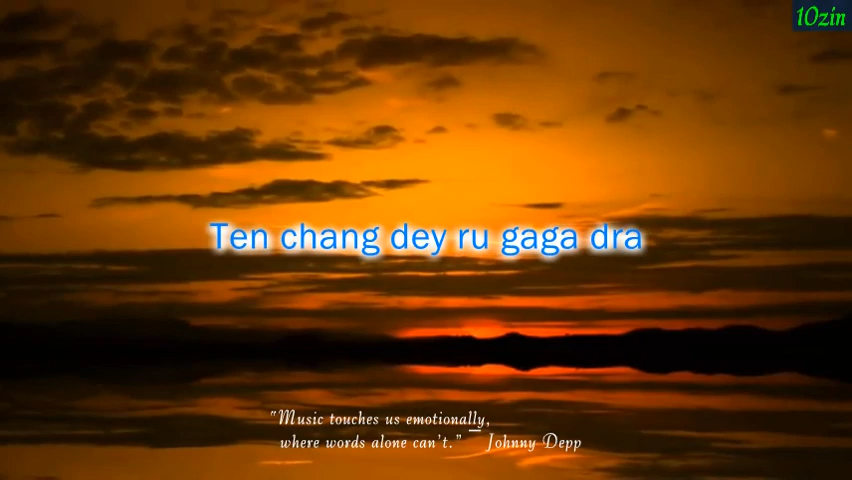 10zin
Ten chang dey ru gaga dra
"Music touches us emotionally,
where words alone can't." _ Johnny Depp